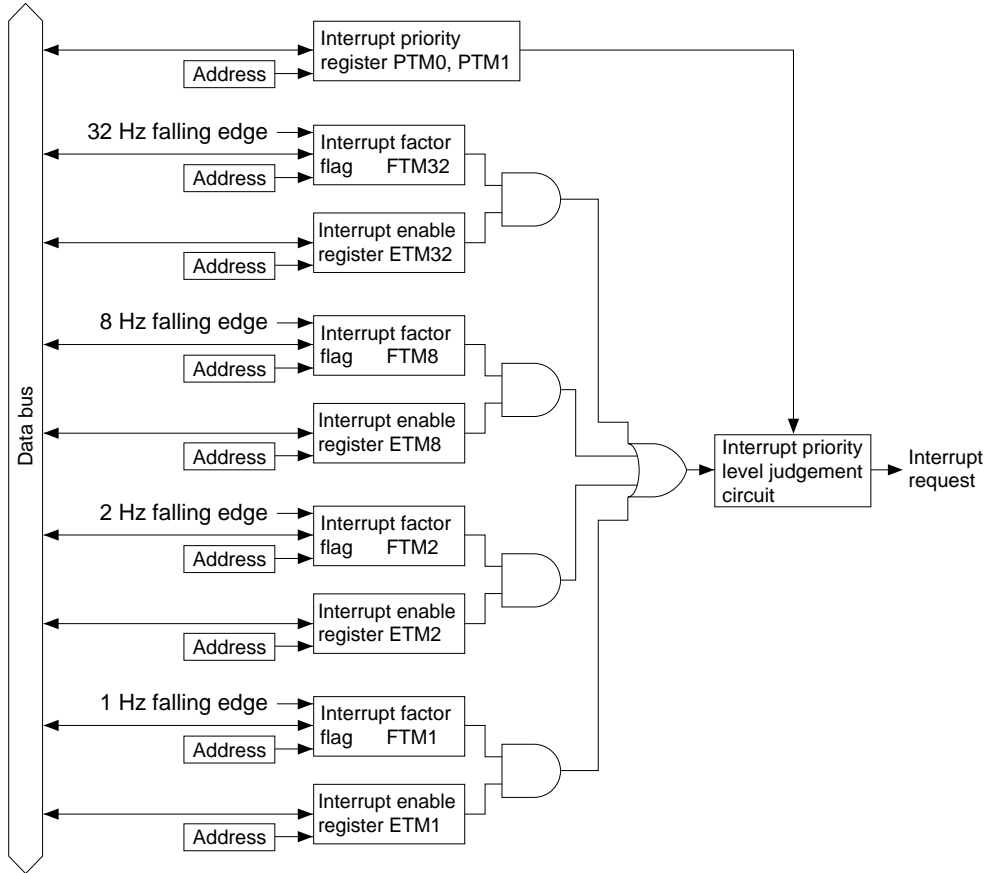 Data bus
Interrupt priority
register PTM0, PTM1
Address
32 Hz falling edge
Interrupt factor
flag FTM32
Address
Interrupt enable
register ETM32
Address
8 Hz falling edge
Interrupt factor
flag FTM8
Address
Interrupt enable
register ETM8
Address
2 Hz falling edge
Interrupt factor
flag FTM2
Address
Interrupt enable
register ETM2
Address
1 Hz falling edge
Interrupt factor
flag FTM1
Address
Interrupt enable
register ETM1
Address
Interrupt priority
level judgement
circuit
Interrupt
request